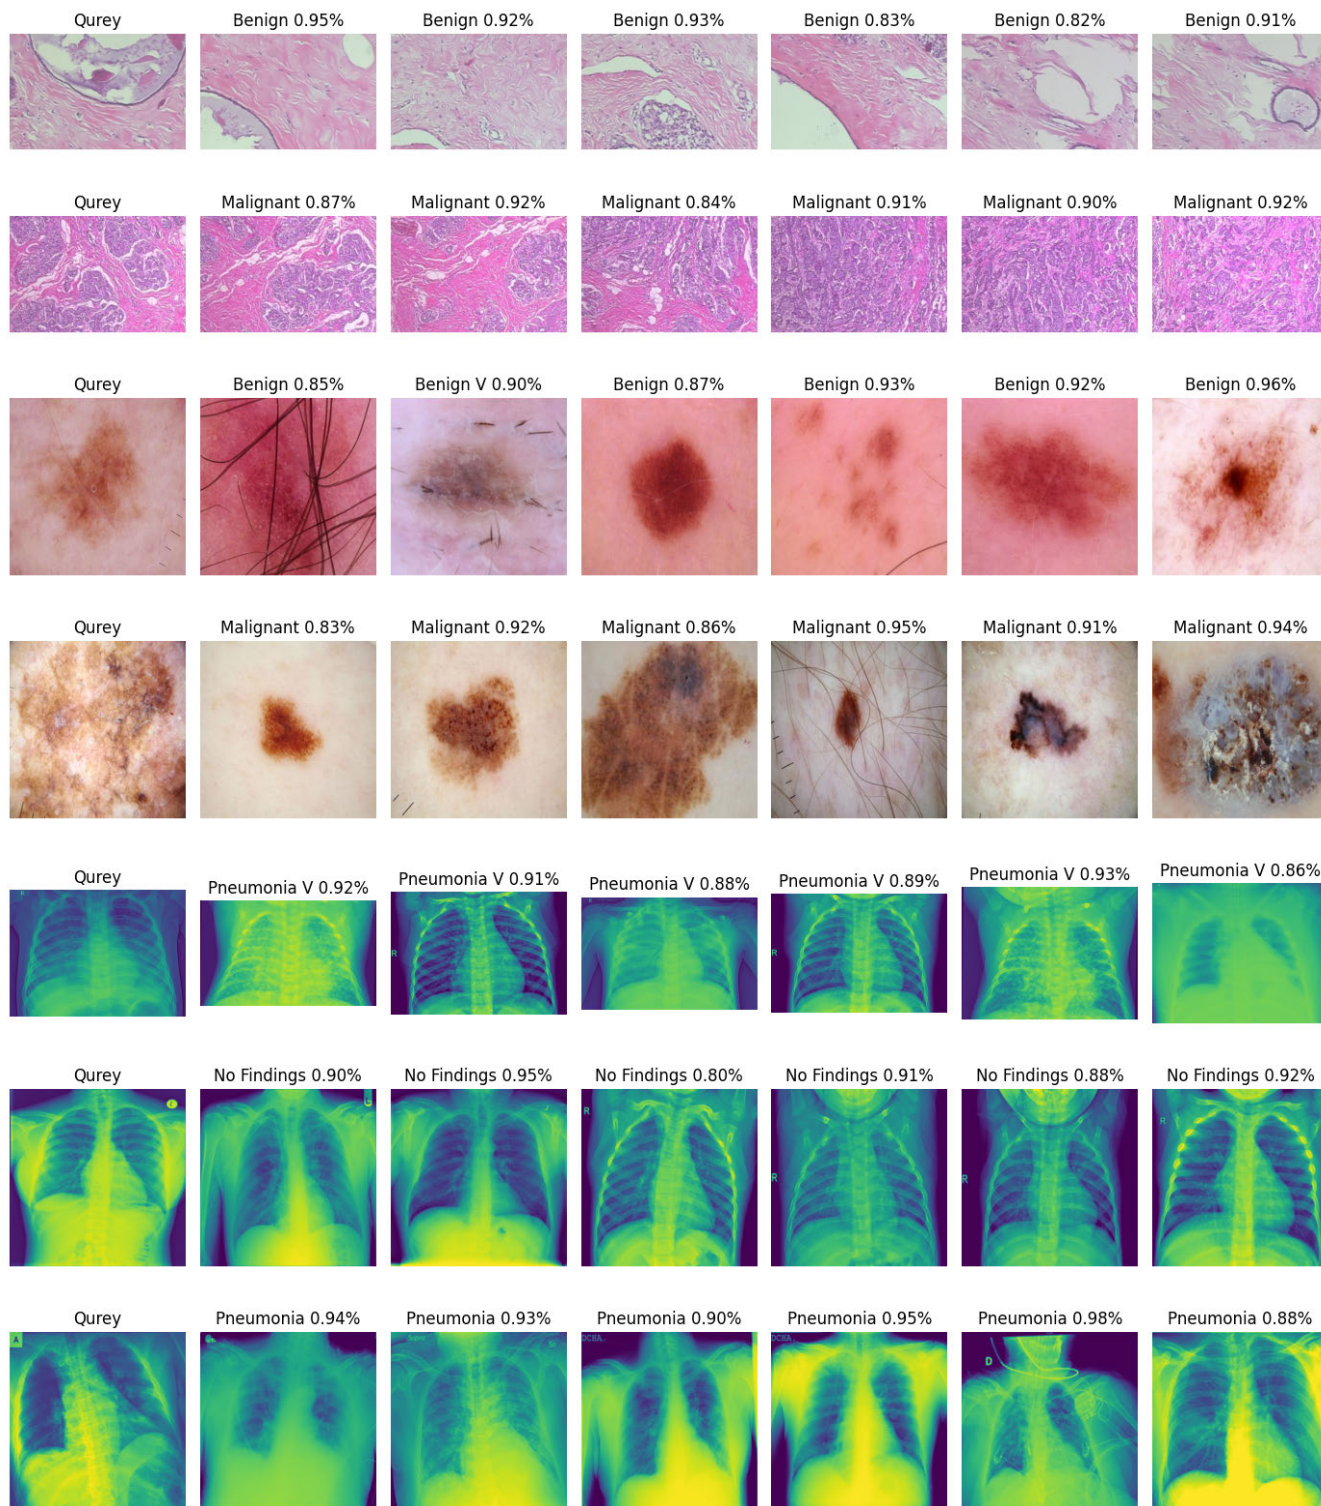 Qurey Benign 0.95% Benign 0.92% Benign 0.93% Benign 0.83% Benign 0.82% Benign 0.91%
Qurey Malignant 0.87% Malignant 0.92% Malignant 0.84% Malignant 0.91% Malignant 0.90% Malignant 0.92%
Qurey Benign 0.85% Benign V 0.90% Benign 0.87% Benign 0.93% Benign 0.92% Benign 0.96%
Qurey Malignant 0.83% Malignant 0.92% Malignant 0.86% Malignant 0.95% Malignant 0.91% Malignant 0.94%
Qurey Pneumonia V 0.92% Pneumonia V 0.91% Pneumonia V 0.88% Pneumonia V 0.89% Pneumonia V 0.93% Pneumonia V 0.86%
R R
Qurey No Findings 0.90% No Findings 0.95% No Findings 0.80% No Findings 0.91% No Findings 0.88% No Findings 0.92%
R R R R
Qurey Pneumonia 0.94% Pneumonia 0.93% Pneumonia 0.90% Pneumonia 0.95% Pneumonia 0.98% Pneumonia 0.88%
A D